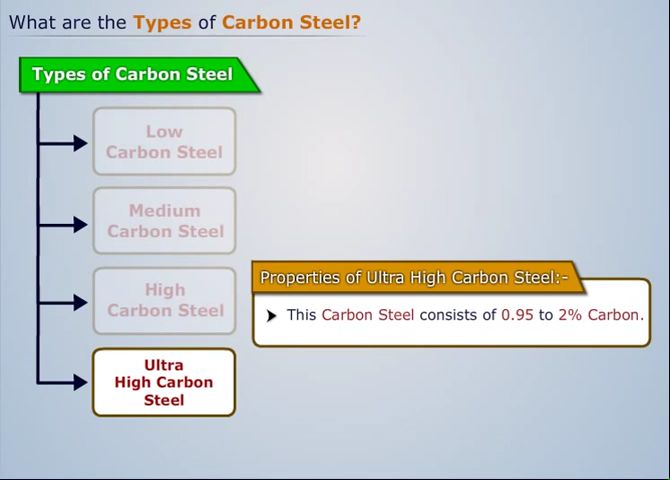 What are the Types of Carbon Steel?
Types of Carbon Steel
Low
Carbon Steel
Medium
Carbon Steel
High
Carbon Steel
Ultra
High Carbon
Steel
Properties of Ultra High Carbon Steel:-
This Carbon Steel consists of 0.95 to 2% Carbon.